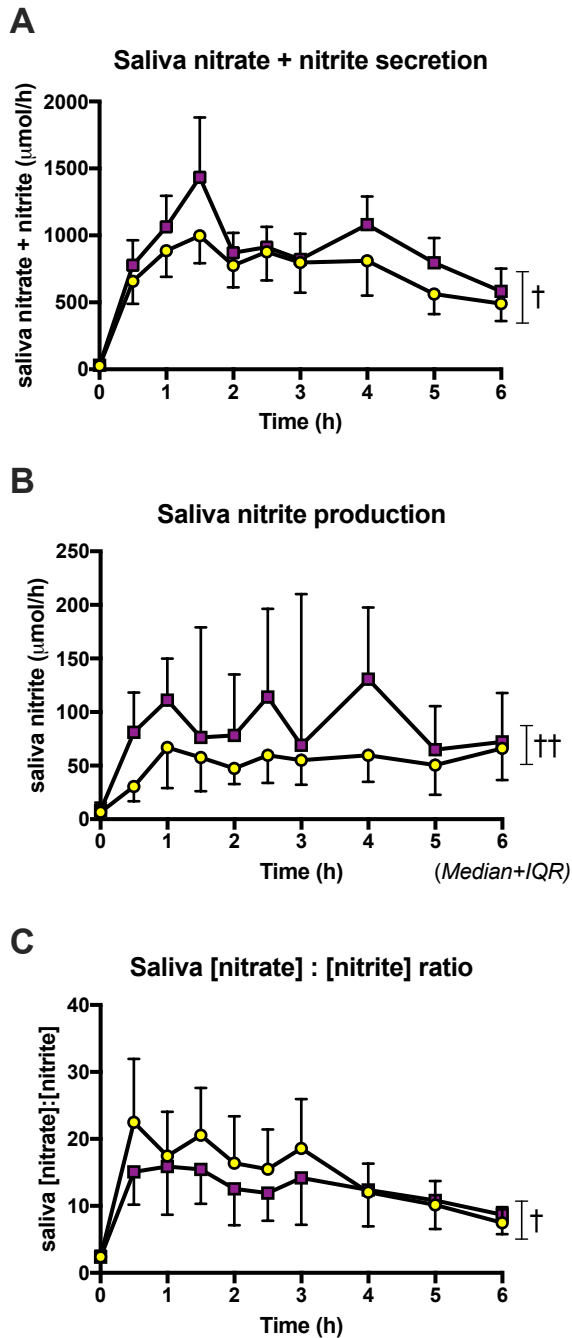 A
Saliva nitrate + nitrite secretion
saliva nitrate + nitrite (μmol/h)
2000
1500
1000
500
0
0 1 2 3 4 5 6
Time (h)
†
B
Saliva nitrite production
saliva nitrite (μmol/h)
250
200
150
100
50
0
0 1 2 3 4 5 6
Time (h)
(Median+IQR)
††
C
Saliva [nitrate] : [nitrite] ratio
saliva [nitrate]:[nitrite]
40
30
20
10
0
0 1 2 3 4 5 6
Time (h)
†